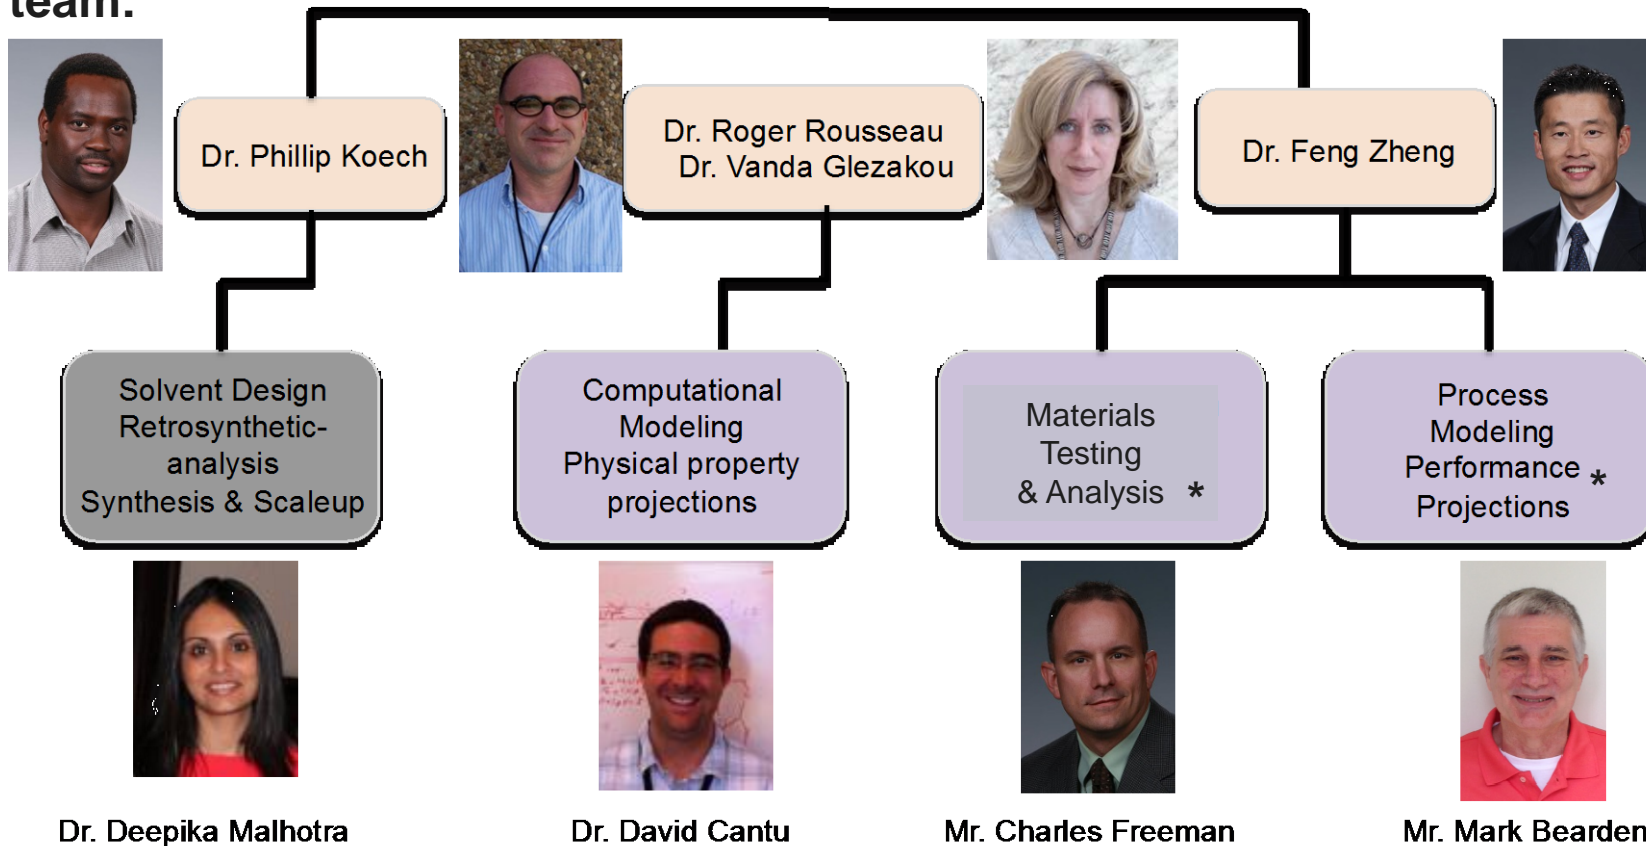 team:
Dr. Phillip Koech
Dr. Roger Rousseau
Dr. Vanda Glezakou
Dr. Feng Zheng
Solvent Design
Retrosynthetic-
analysis
Synthesis & Scaleup
Computational
Modeling
Physical property
projections
Materials
Testing
& Analysis *
Process
Modeling
Performance *
Projections
Dr. Deepika Malhotra
Dr. David Cantu
Mr. Charles Freeman
Mr. Mark Bearden